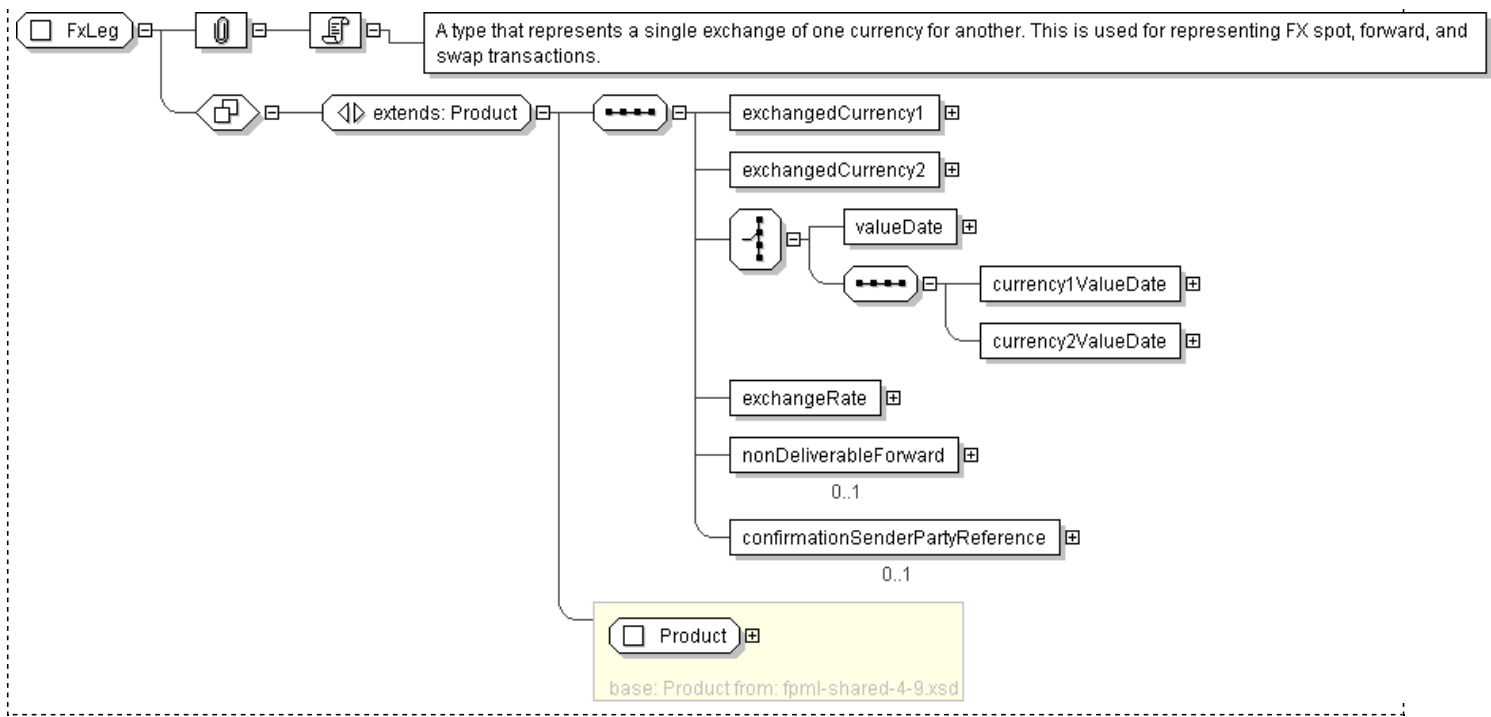 FxLeg
A type that represents a single exchange of one currency for another. This is used for representing FX spot, forward, and
swap transactions.
extends: Product
exchangedCurrency1
exchangedCurrency2
valueDate
currency1ValueDate
currency2ValueDate
exchangeRate
nonDeliverableForward
0..1
confirmationSenderPartyReference
0..1
Product
base: Product from: fpml-shared-4-9.xsd